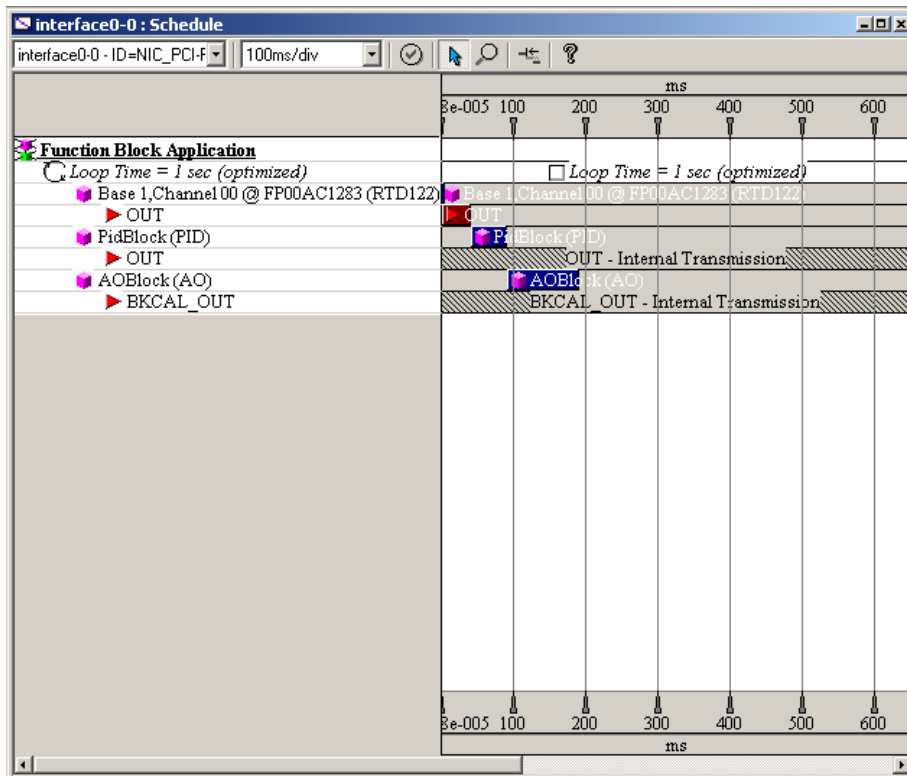 interface0-0 : Schedule
interface0-0 - ID=NIC_PCI-F 100ms/div
ms
8e-005 100 200 300 400 500 600
Function Block Application
Loop Time = 1 sec (optimized) Loop Time = 1 sec (optimized)
Base 1,Channel 00 @ FP00AC1283 (RTD122) Base 1,Channel 00 @ FP00AC1283 (RTD122)
OUT OUT
PidBlock (PID) PidBlock (PID)
OUT OUT - Internal Transmission
AOBlock (AO) AOBlock (AO)
BKCAL_OUT BKCAL_OUT - Internal Transmission
8e-005 100 200 300 400 500 600
ms